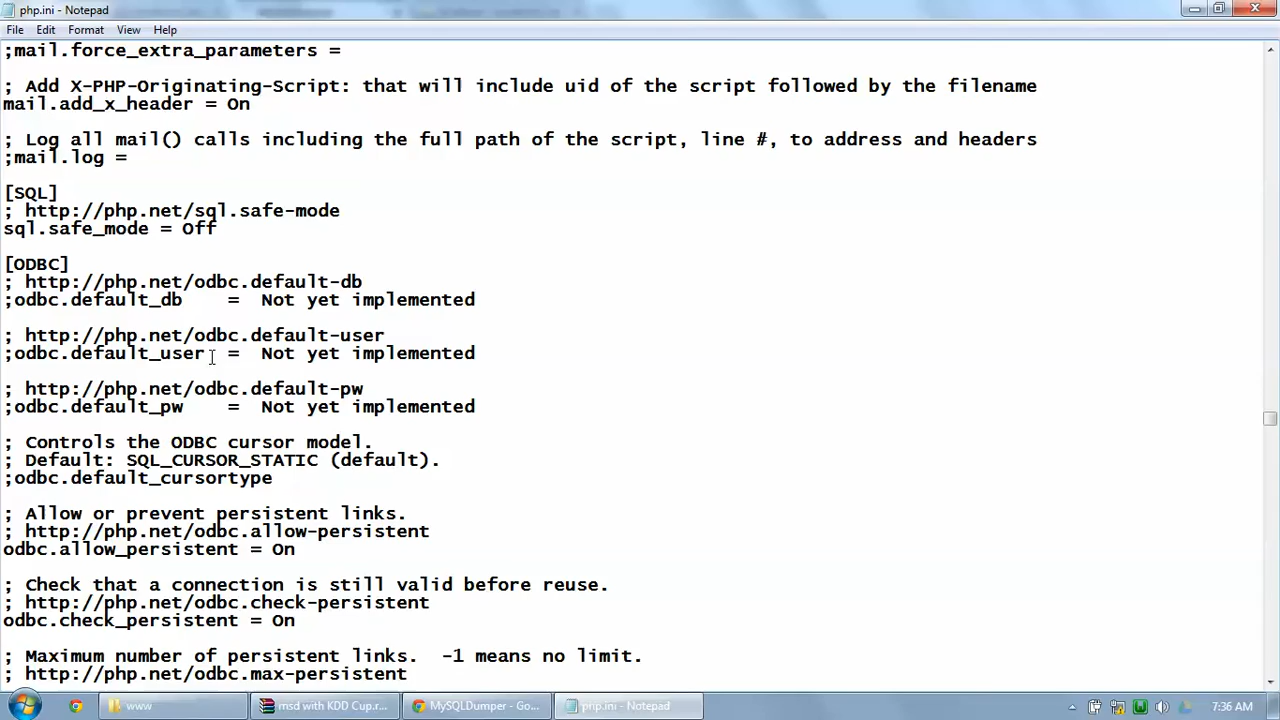 php.ini - Notepad
File Edit Format View Help
;mail.force_extra_parameters =
; Add X-PHP-Originating-Script: that will include uid of the script followed by the filename
mail.add_x_header = On
; Log all mail() calls including the full path of the script, line #, to address and headers
;mail.log =
[SQL]
; http://php.net/sql.safe-mode
sql.safe_mode = Off
[ODBC]
; http://php.net/odbc.default-db
;odbc.default_db    =  Not yet implemented
; http://php.net/odbc.default-user
;odbc.default_user  =  Not yet implemented
; http://php.net/odbc.default-pw
;odbc.default_pw    =  Not yet implemented
; Controls the ODBC cursor model.
; Default: SQL_CURSOR_STATIC (default).
;odbc.default_cursortype
; Allow or prevent persistent links.
; http://php.net/odbc.allow-persistent
odbc.allow_persistent = On
; Check that a connection is still valid before reuse.
; http://php.net/odbc.check-persistent
odbc.check_persistent = On
; Maximum number of persistent links.  -1 means no limit.
; http://php.net/odbc.max-persistent
www msd with KDD Cup.r... MySQLDumper - Go... php.ini - Notepad 7:36 AM